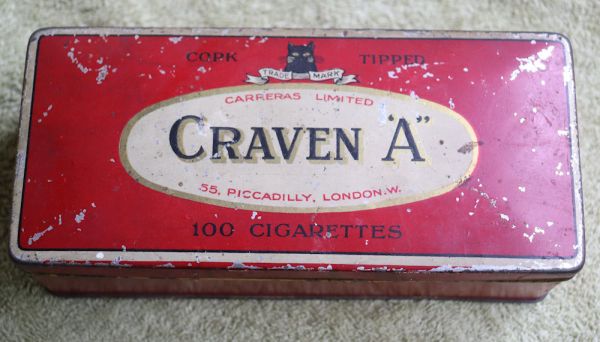 CORK TIPPED
TRADE MARK
CARRERAS LIMITED
CRAVEN "A"
55, PICCADILLY, LONDON.W.
100 CIGARETTES